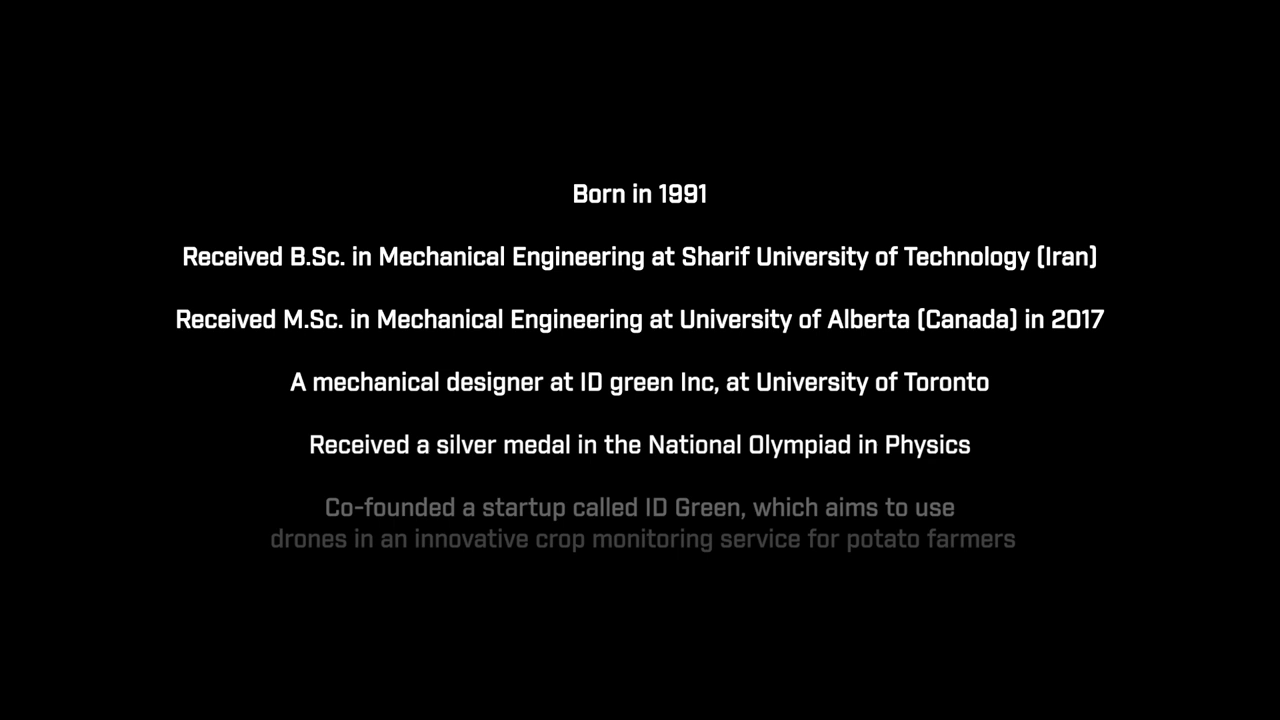 Born in 1991
Received B.Sc. in Mechanical Engineering at Sharif University of Technology (Iran)
Received M.Sc. in Mechanical Engineering at University of Alberta (Canada) in 2017
A mechanical designer at ID green Inc, at University of Toronto
Received a silver medal in the National Olympiad in Physics
Co-founded a startup called ID Green, which aims to use
drones in an innovative crop monitoring service for potato farmers